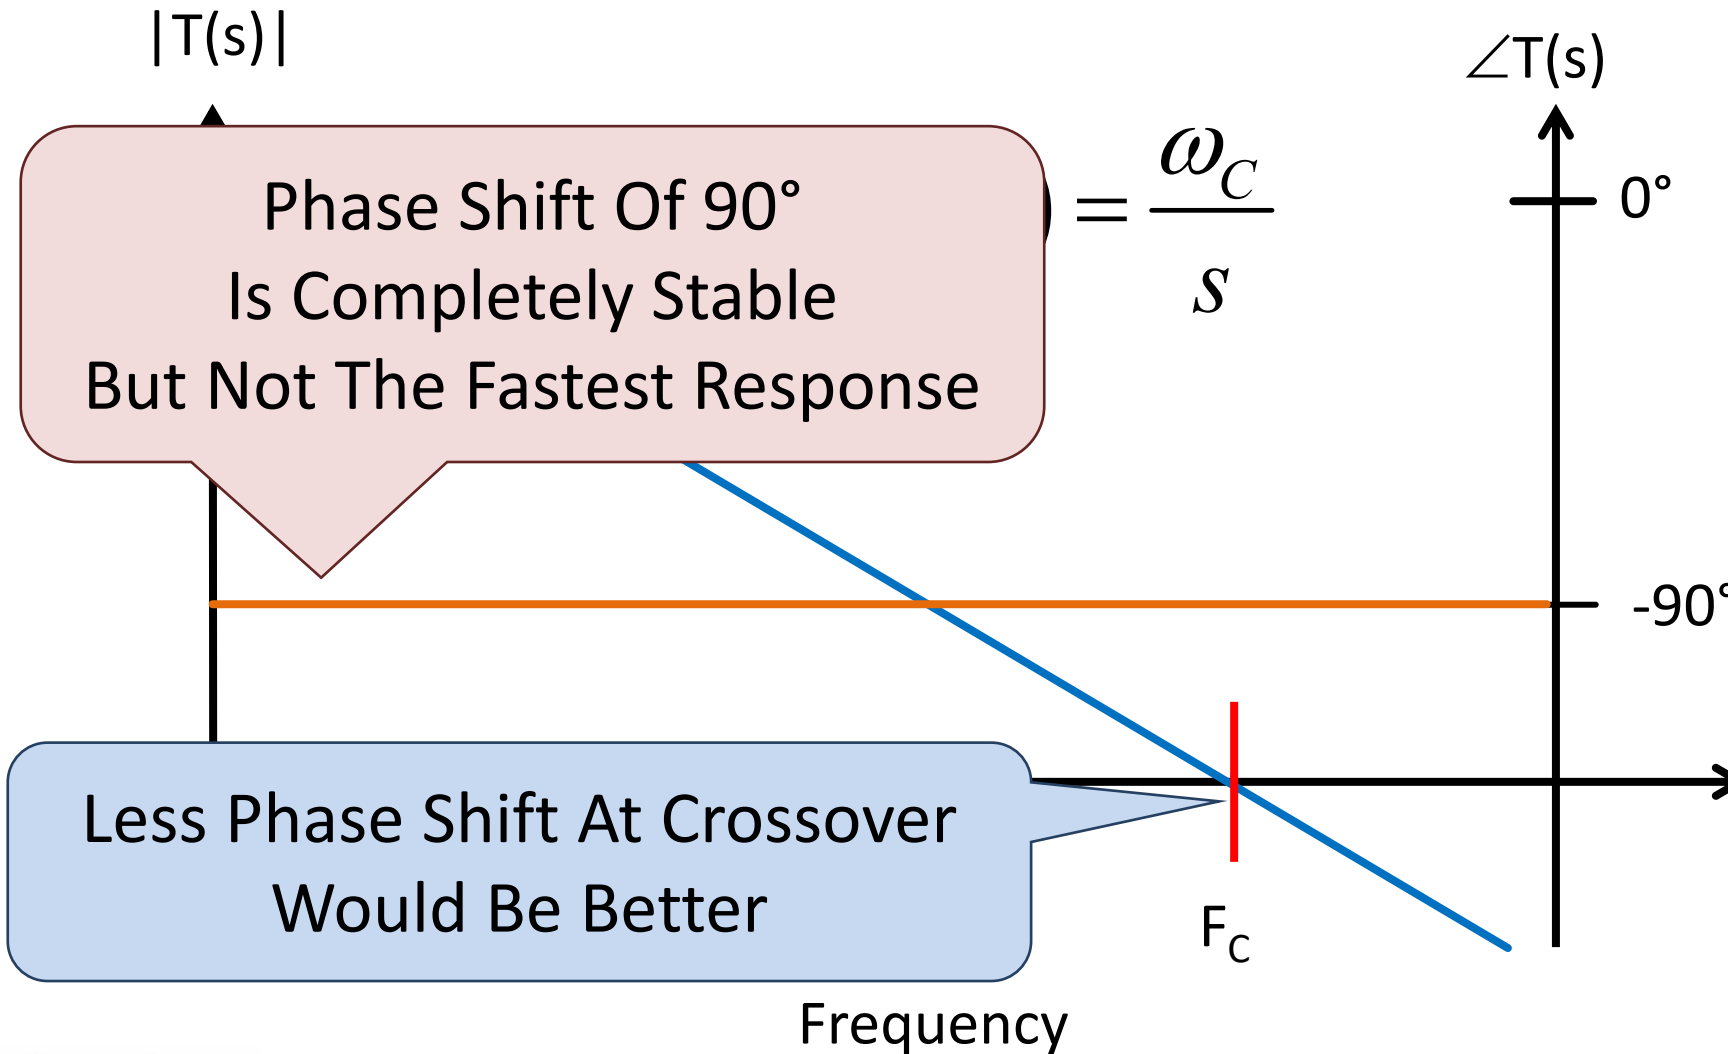 |T(s)|
∠T(s)
Phase Shift Of 90°
Is Completely Stable
But Not The Fastest Response
) = ω_C / s
0°
-90°
Less Phase Shift At Crossover
Would Be Better
F_C
Frequency